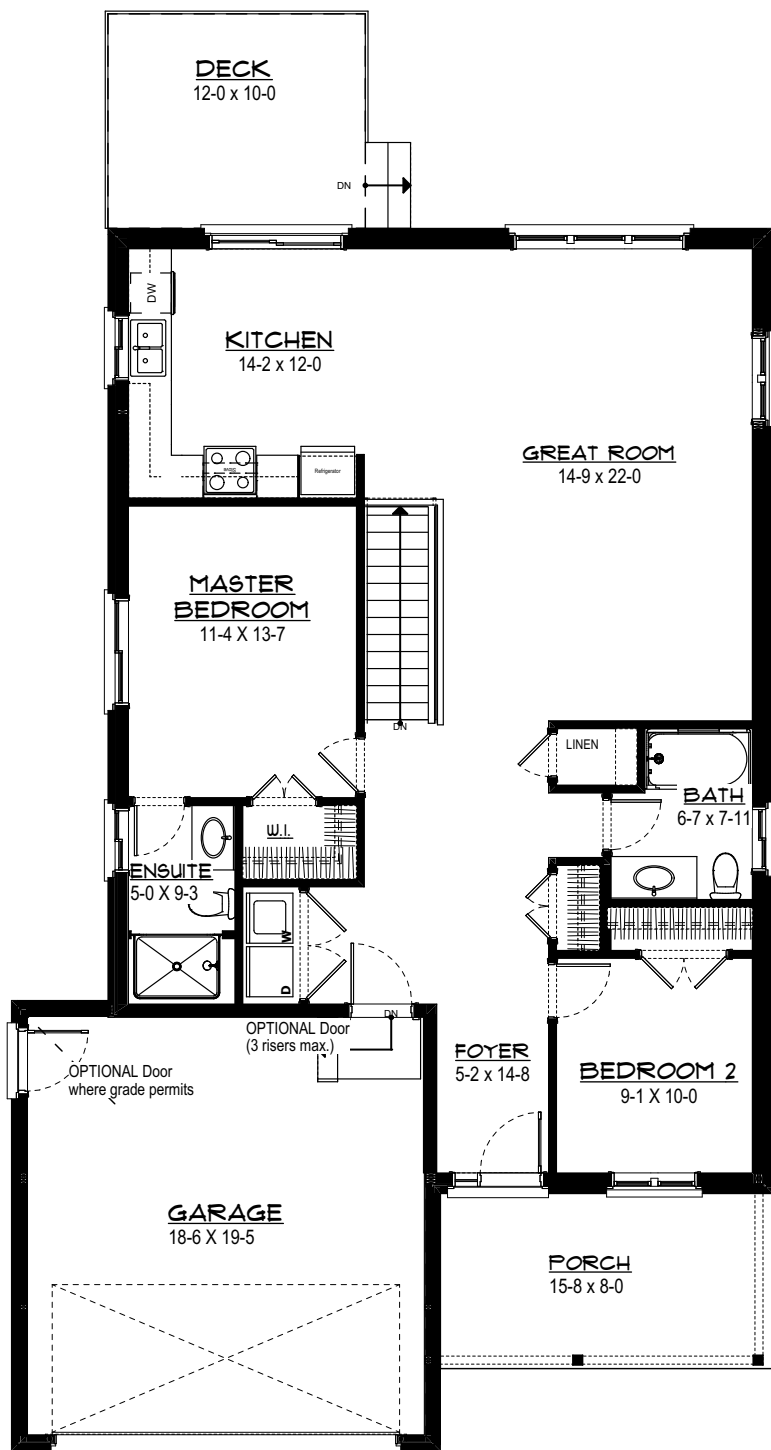 DECK
12-0 x 10-0
DN
DW
KITCHEN
14-2 x 12-0
Refrigerator
GREAT ROOM
14-9 x 22-0
MASTER
BEDROOM
11-4 X 13-7
DN
LINEN
BATH
6-7 x 7-11
W.I.
ENSUITE
5-0 X 9-3
W
D
DN
OPTIONAL Door
(3 risers max.)
OPTIONAL Door
where grade permits
FOYER
5-2 x 14-8
BEDROOM 2
9-1 X 10-0
GARAGE
18-6 X 19-5
PORCH
15-8 x 8-0